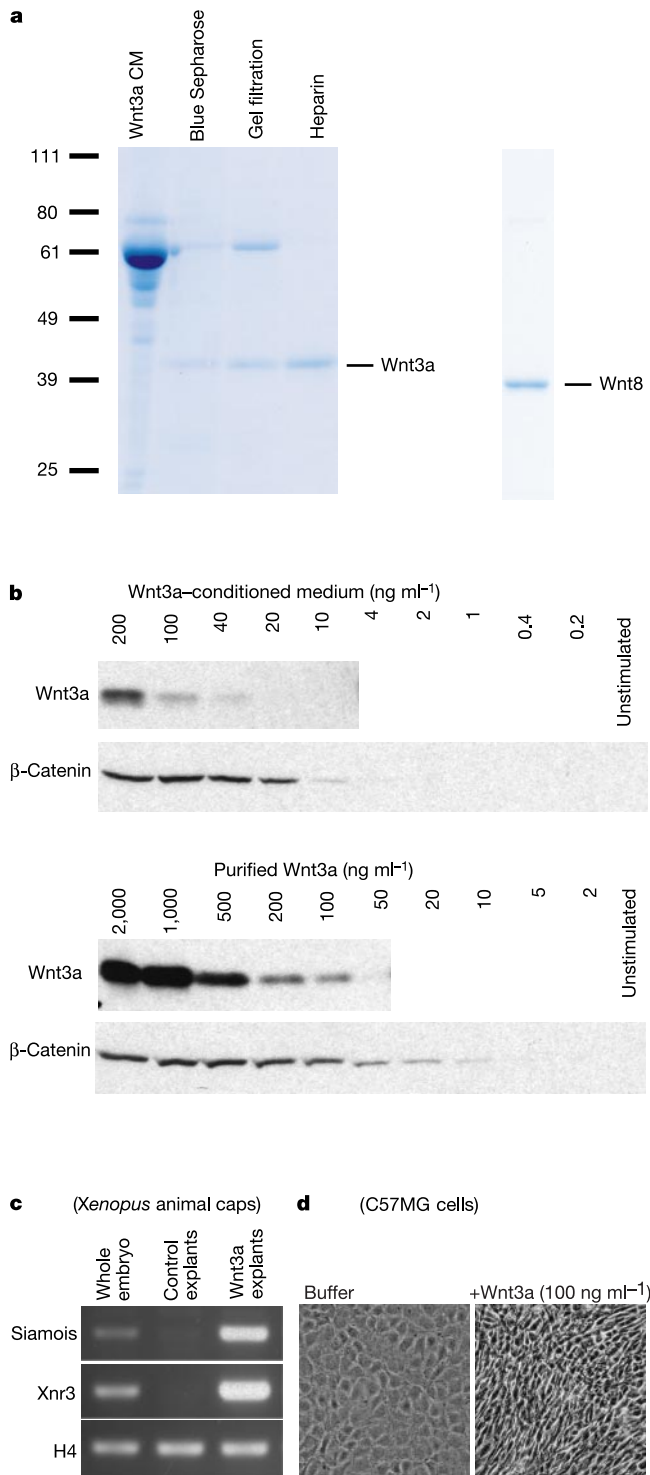 a
Wnt3a CM
Blue Sepharose
Gel filtration
Heparin
111
80
61
49
39
25
Wnt3a
Wnt8
b
Wnt3a–conditioned medium (ng ml⁻¹)
200 100 40 20 10 4 2 1 0.4 0.2 Unstimulated
Wnt3a
β-Catenin
Purified Wnt3a (ng ml⁻¹)
2,000 1,000 500 200 100 50 20 10 5 2 Unstimulated
Wnt3a
β-Catenin
c (Xenopus animal caps)
Whole embryo
Control explants
Wnt3a explants
Siamois
Xnr3
H4
d (C57MG cells)
Buffer
+Wnt3a (100 ng ml⁻¹)